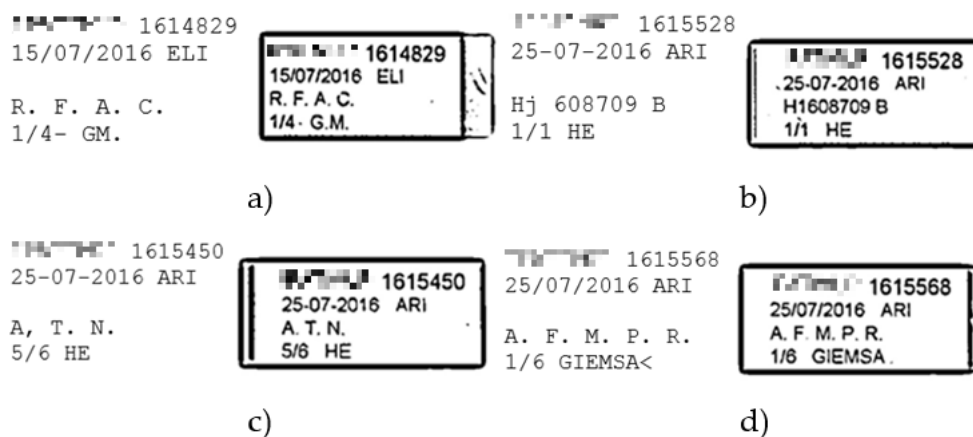 1614829
15/07/2016 ELI
R. F. A. C.
1/4- GM.
1614829
15/07/2016 ELI
R. F. A. C.
1/4- G.M.
a)
1615528
25-07-2016 ARI
Hj 608709 B
1/1 HE
1615528
25-07-2016 ARI
H1608709 B
1/1 HE
b)
1615450
25-07-2016 ARI
A, T. N.
5/6 HE
1615450
25-07-2016 ARI
A. T. N.
5/6 HE
c)
1615568
25/07/2016 ARI
A. F. M. P. R.
1/6 GIEMSA<
1615568
25/07/2016 ARI
A. F. M. P. R.
1/6 GIEMSA.
d)